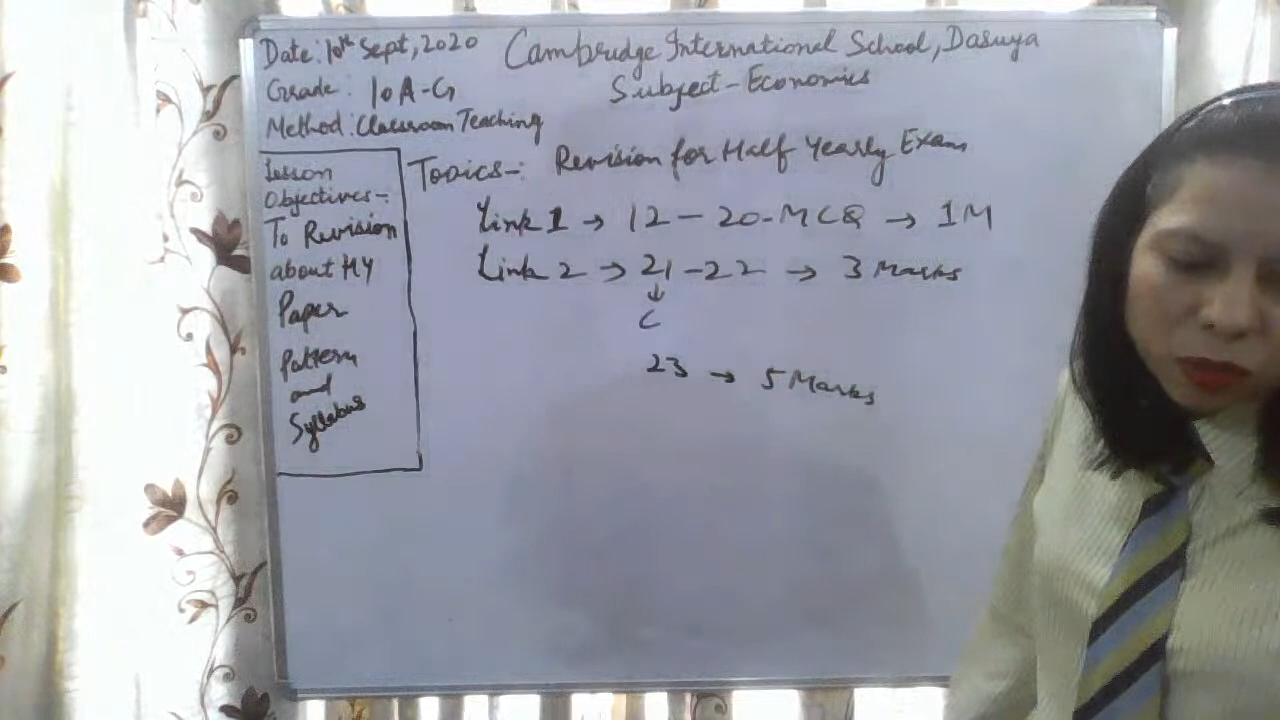 Date: 10th Sept, 2020
Cambridge International School, Dasuya
Grade: 10 A-G
Subject - Economics
Method: Classroom Teaching
Lesson
Objectives:-
To Revision
about HY
Paper
Pattern
and
Syllabus
Topics-: Revision for Half Yearly Exam
Link 1 → 12 - 20 - MCQ → 1M
Link 2 → 21 - 22 → 3 Marks
↓
C
23 → 5 Marks